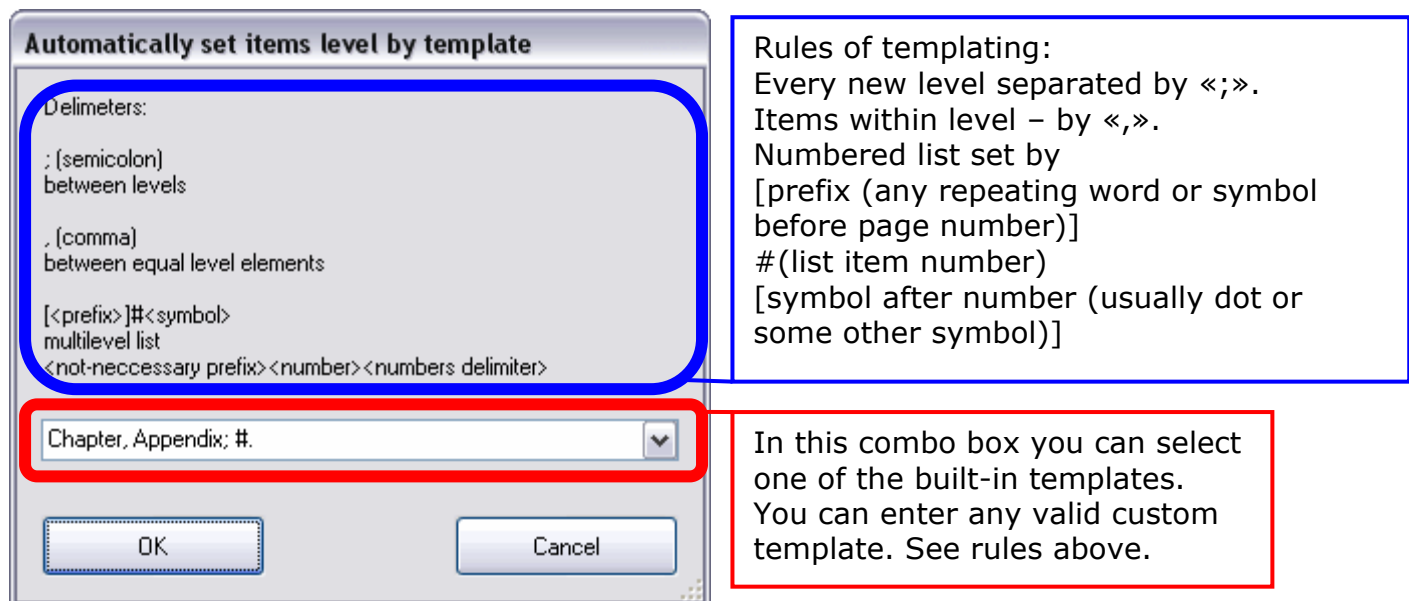 Automatically set items level by template
Delimeters:
; (semicolon)
between levels
, (comma)
between equal level elements
[<prefix>]#<symbol>
multilevel list
<not-neccessary prefix><number><numbers delimiter>
Chapter, Appendix; #.
OK
Cancel
Rules of templating:
Every new level separated by «;».
Items within level – by «,».
Numbered list set by
[prefix (any repeating word or symbol
before page number)]
#(list item number)
[symbol after number (usually dot or
some other symbol)]
In this combo box you can select
one of the built-in templates.
You can enter any valid custom
template. See rules above.